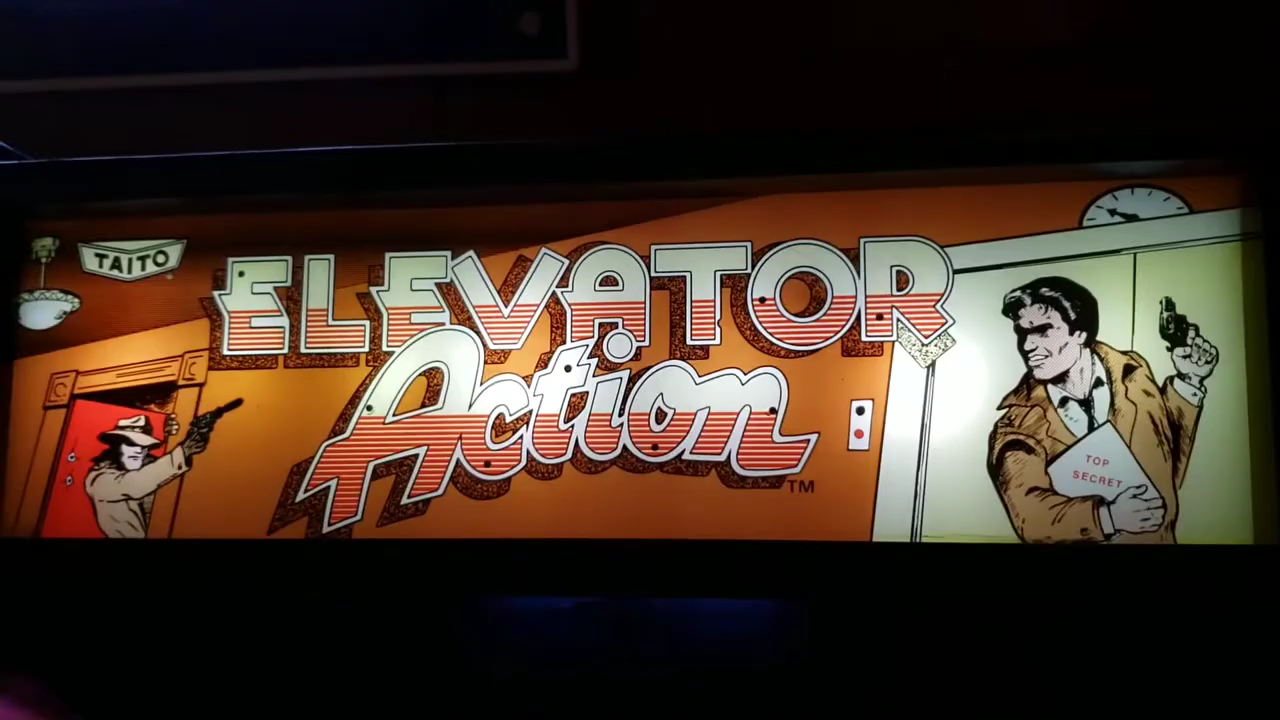 TAITO
ELEVATOR
Action
TM
TOP
SECRET